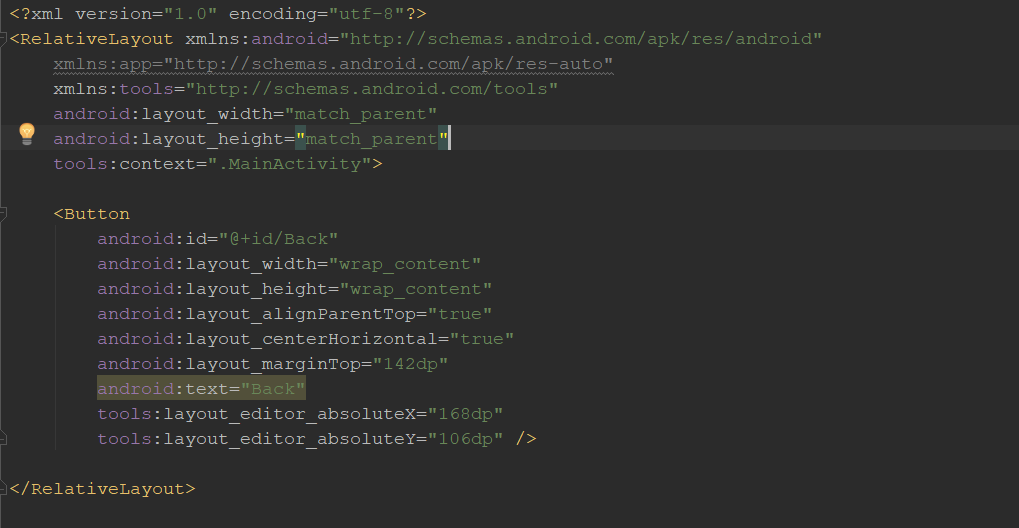 <?xml version="1.0" encoding="utf-8"?>
<RelativeLayout xmlns:android="http://schemas.android.com/apk/res/android"
    xmlns:app="http://schemas.android.com/apk/res-auto"
    xmlns:tools="http://schemas.android.com/tools"
    android:layout_width="match_parent"
    android:layout_height="match_parent"
    tools:context=".MainActivity">
    <Button
        android:id="@+id/Back"
        android:layout_width="wrap_content"
        android:layout_height="wrap_content"
        android:layout_alignParentTop="true"
        android:layout_centerHorizontal="true"
        android:layout_marginTop="142dp"
        android:text="Back"
        tools:layout_editor_absoluteX="168dp"
        tools:layout_editor_absoluteY="106dp" />
</RelativeLayout>